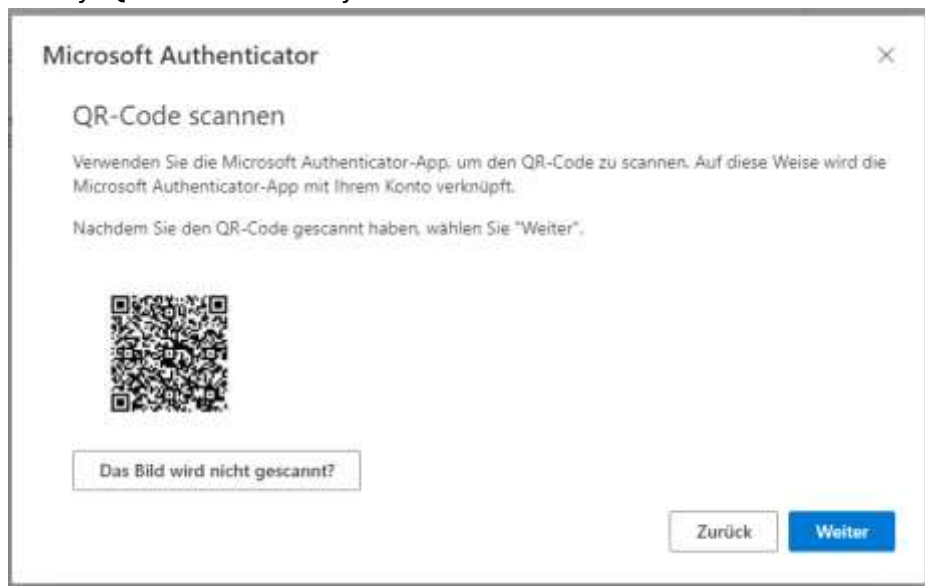 Microsoft Authenticator
QR-Code scannen
Verwenden Sie die Microsoft Authenticator-App, um den QR-Code zu scannen. Auf diese Weise wird die
Microsoft Authenticator-App mit Ihrem Konto verknüpft.
Nachdem Sie den QR-Code gescannt haben, wählen Sie "Weiter".
Das Bild wird nicht gescannt?
Zurück
Weiter